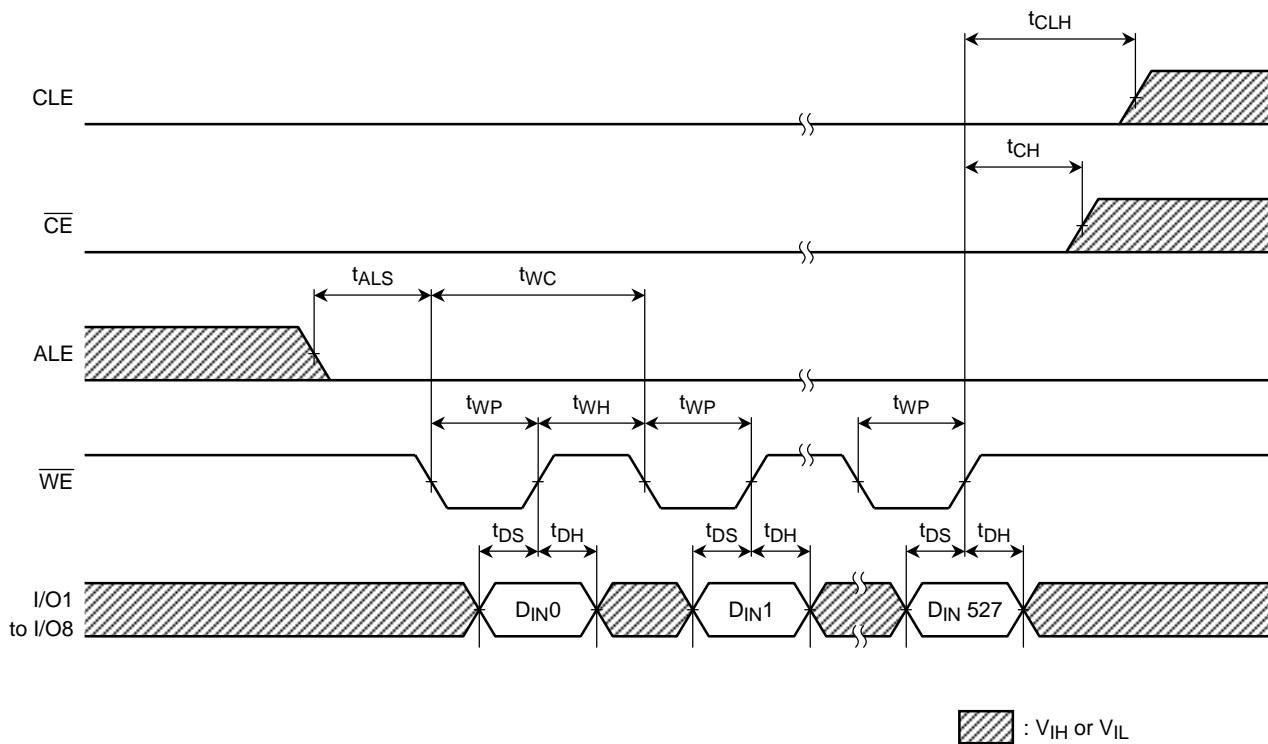 tCLH
CLE
tCH
CE
tALS
tWC
ALE
tWP
tWH
tWP
tWP
WE
tDS
tDH
tDS
tDH
tDS
tDH
I/O1
to I/O8
DIN0
DIN1
DIN 527
: VIH or VIL